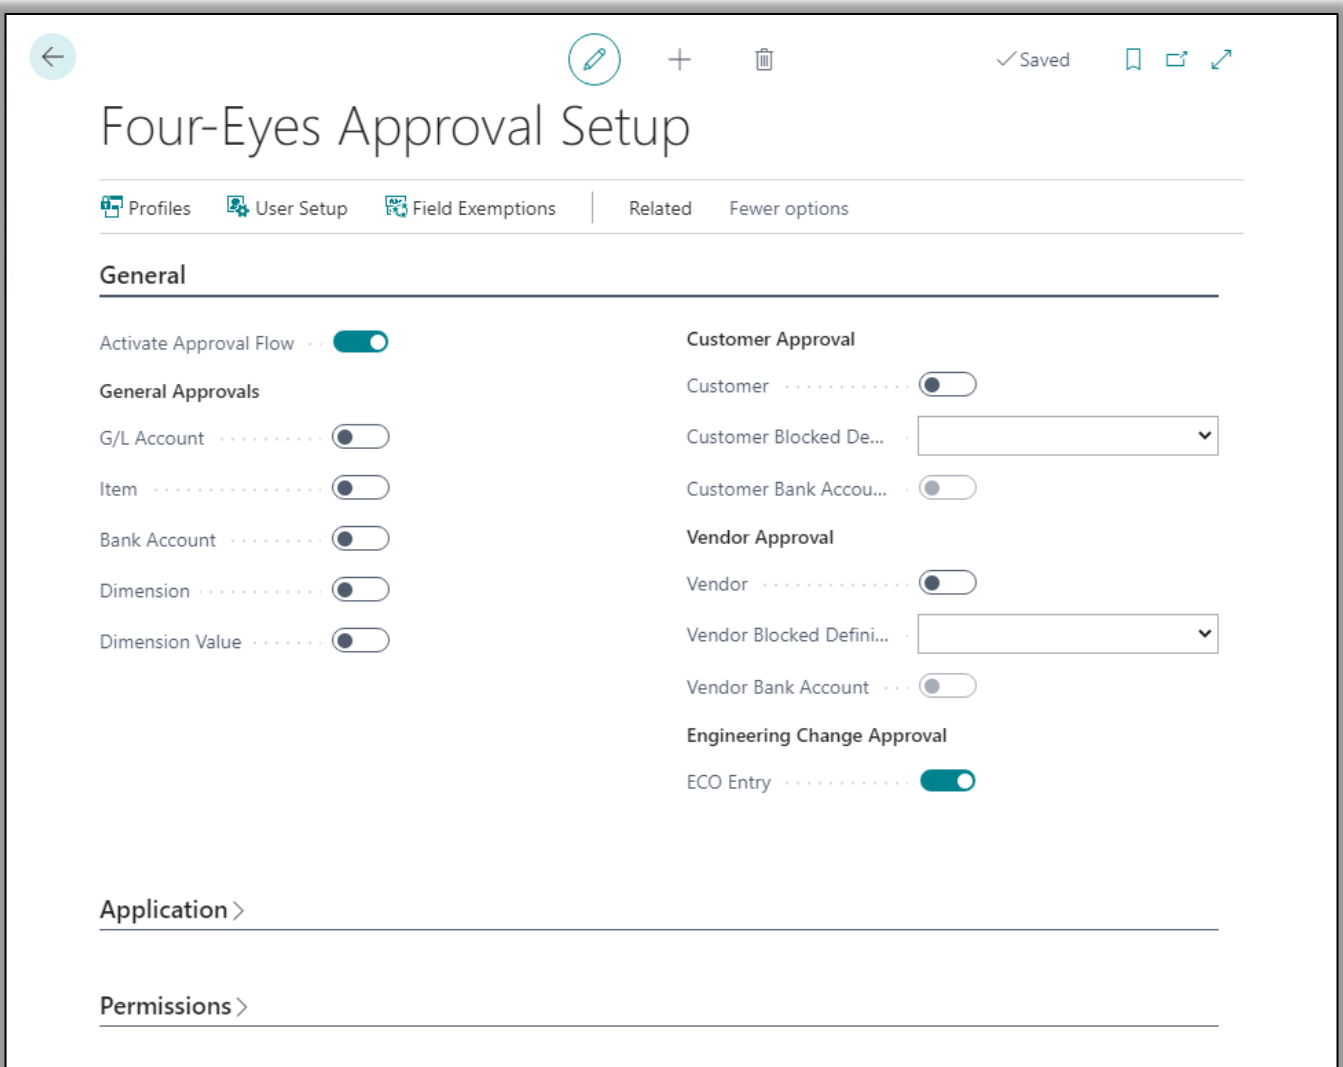 Saved
Four-Eyes Approval Setup
Profiles User Setup Field Exemptions Related Fewer options
General
Activate Approval Flow
General Approvals
G/L Account
Item
Bank Account
Dimension
Dimension Value
Customer Approval
Customer
Customer Blocked De...
Customer Bank Accou...
Vendor Approval
Vendor
Vendor Blocked Defini...
Vendor Bank Account
Engineering Change Approval
ECO Entry
Application
Permissions